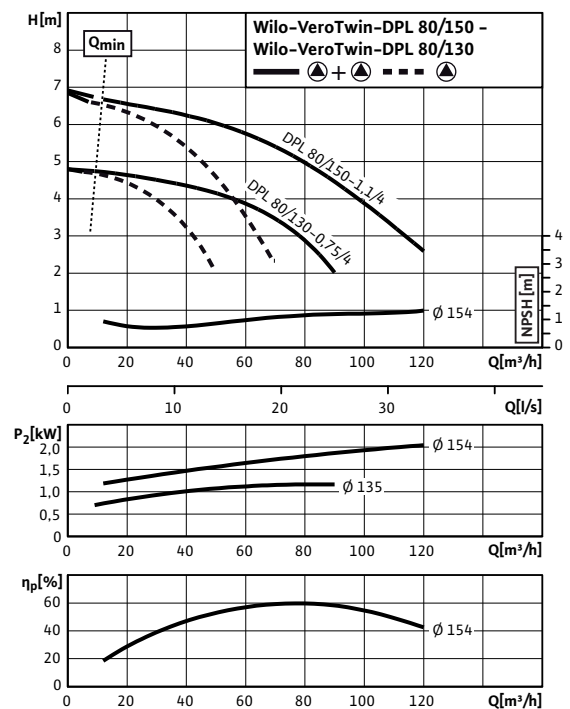 H[m]
Wilo-VeroTwin-DPL 80/150 –
Wilo-VeroTwin-DPL 80/130
+
Qmin
8
7
6
5
4
3
2
1
0
DPL 80/150-1,1/4
DPL 80/130-0,75/4
4
3
2
1
0
NPSH [m]
Ø 154
0 20 40 60 80 100 120 Q[m³/h]
0 10 20 30 Q[l/s]
P₂[kW]
2,0
1,5
1,0
0,5
0
Ø 154
Ø 135
0 20 40 60 80 100 120 Q[m³/h]
ηp[%]
60
40
20
0
Ø 154
0 20 40 60 80 100 120 Q[m³/h]